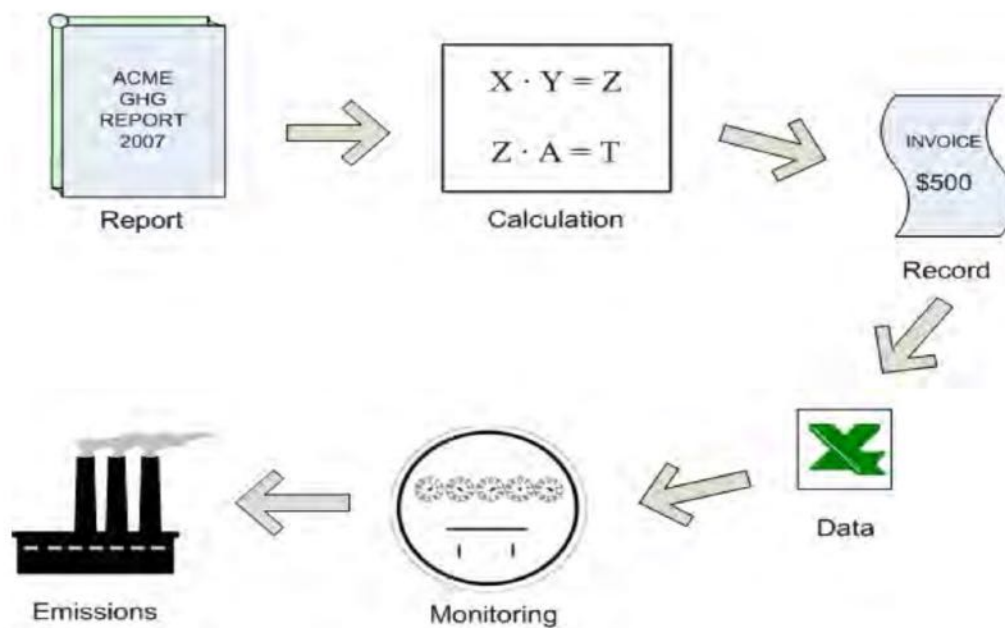 ACME
GHG
REPORT
2007
Report
X · Y = Z
Z · A = T
Calculation
INVOICE
$500
Record
Data
Monitoring
Emissions